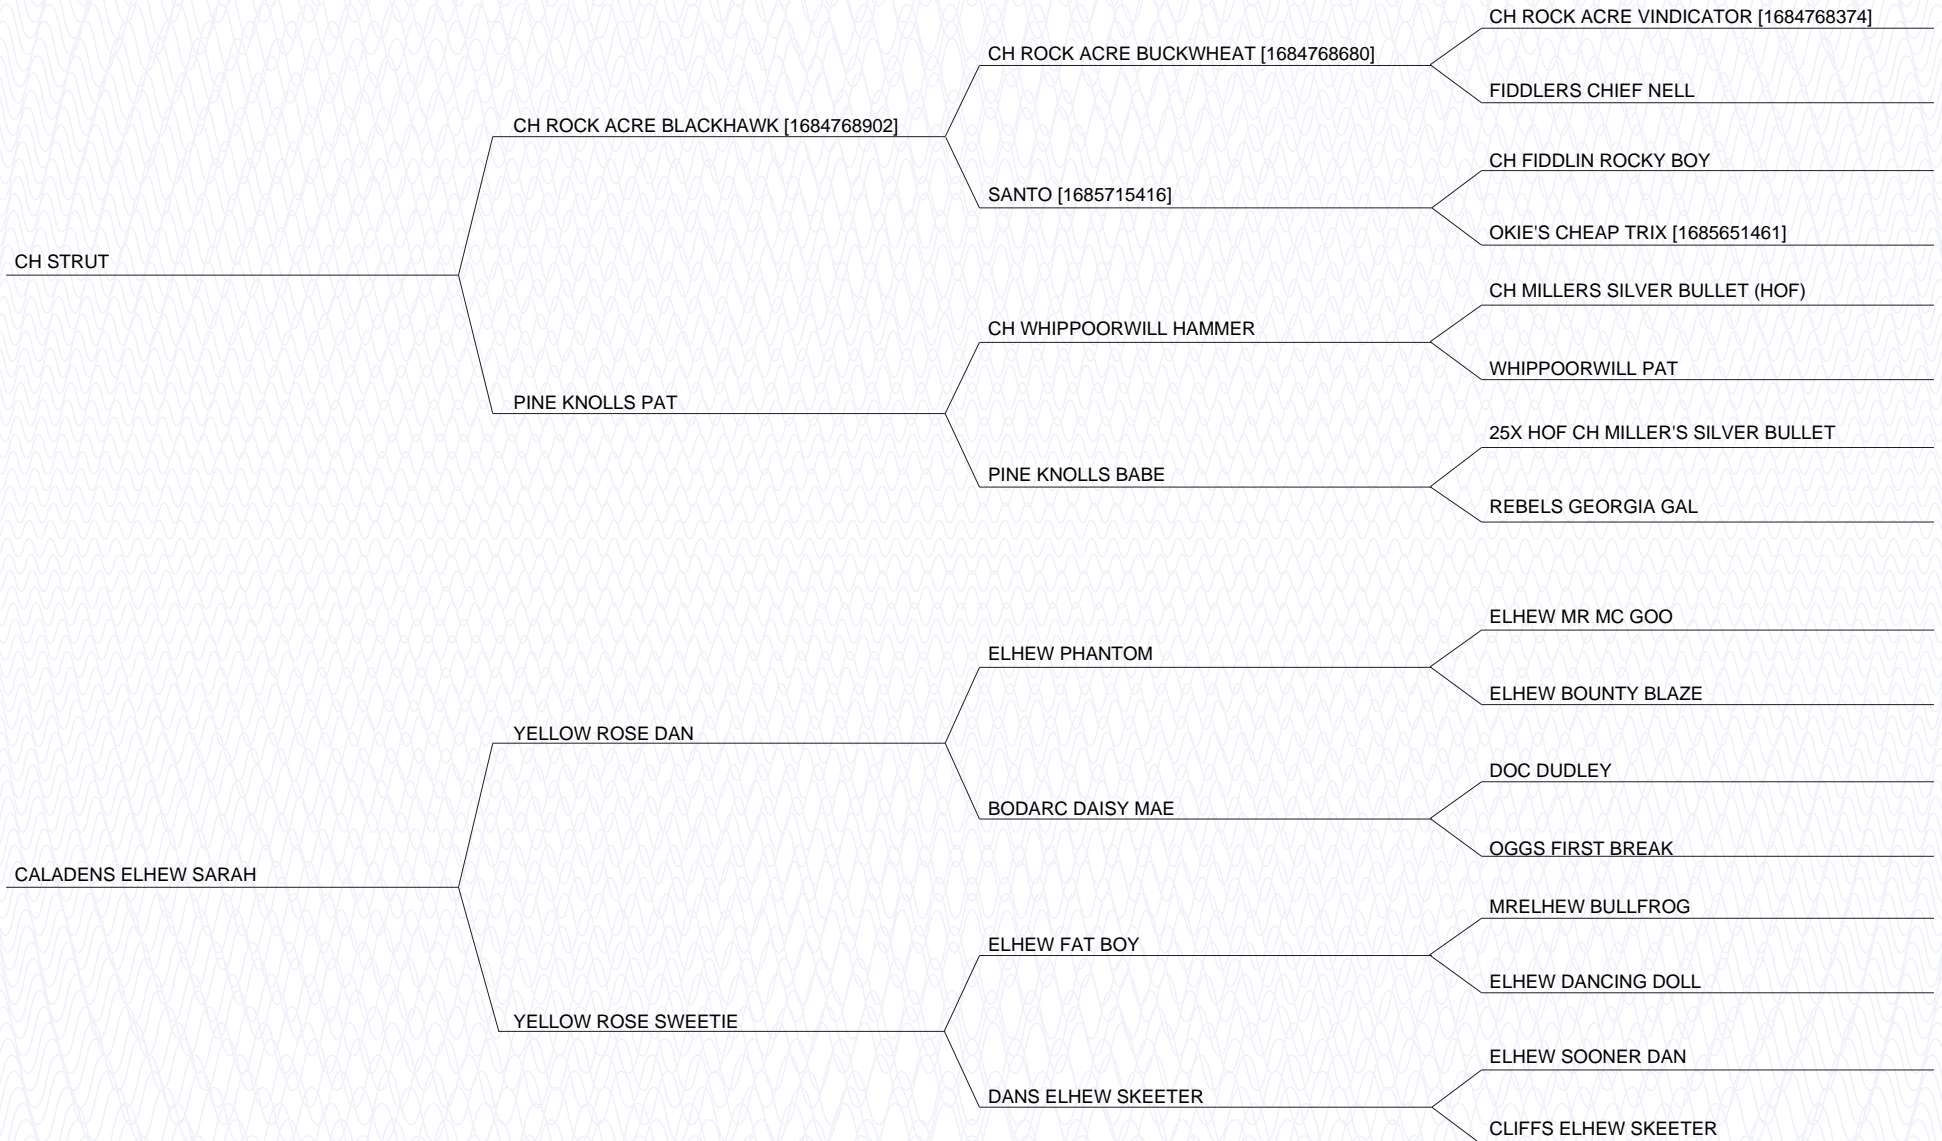 CH ROCK ACRE VINDICATOR [1684768374]
CH ROCK ACRE BUCKWHEAT [1684768680]
FIDDLERS CHIEF NELL
CH ROCK ACRE BLACKHAWK [1684768902]
CH FIDDLIN ROCKY BOY
SANTO [1685715416]
OKIE'S CHEAP TRIX [1685651461]
CH STRUT
CH MILLERS SILVER BULLET (HOF)
CH WHIPPOORWILL HAMMER
WHIPPOORWILL PAT
PINE KNOLLS PAT
25X HOF CH MILLER'S SILVER BULLET
PINE KNOLLS BABE
REBELS GEORGIA GAL
ELHEW MR MC GOO
ELHEW PHANTOM
ELHEW BOUNTY BLAZE
YELLOW ROSE DAN
DOC DUDLEY
BODARC DAISY MAE
OGGS FIRST BREAK
CALADENS ELHEW SARAH
MRELHEW BULLFROG
ELHEW FAT BOY
ELHEW DANCING DOLL
YELLOW ROSE SWEETIE
ELHEW SOONER DAN
DANS ELHEW SKEETER
CLIFFS ELHEW SKEETER